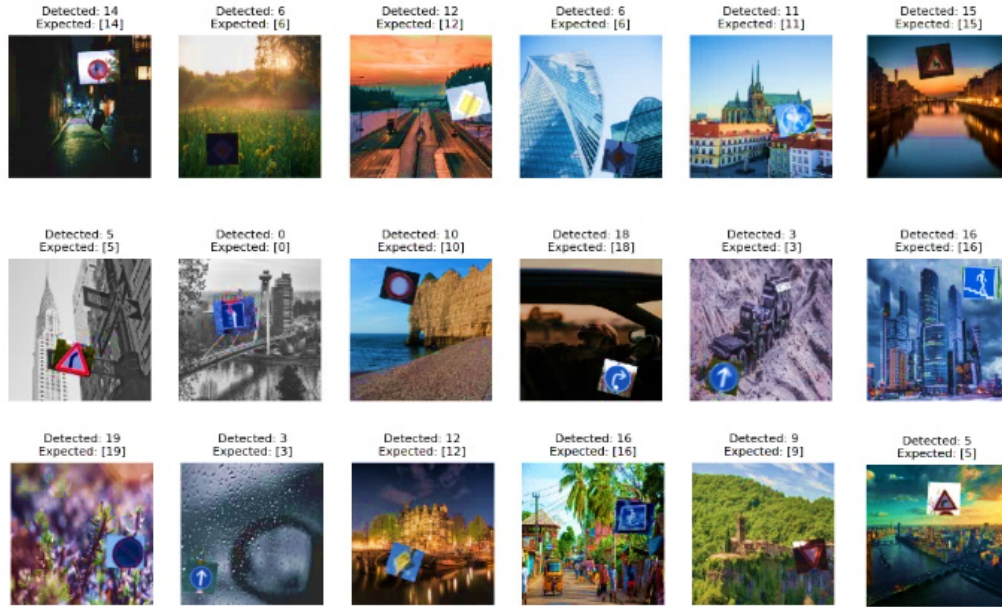 Detected: 14
Expected: [14]
Detected: 6
Expected: [6]
Detected: 12
Expected: [12]
Detected: 6
Expected: [6]
Detected: 11
Expected: [11]
Detected: 15
Expected: [15]
Detected: 5
Expected: [5]
Detected: 0
Expected: [0]
Detected: 10
Expected: [10]
Detected: 18
Expected: [18]
Detected: 3
Expected: [3]
Detected: 16
Expected: [16]
Detected: 19
Expected: [19]
Detected: 3
Expected: [3]
Detected: 12
Expected: [12]
Detected: 16
Expected: [16]
Detected: 9
Expected: [9]
Detected: 5
Expected: [5]